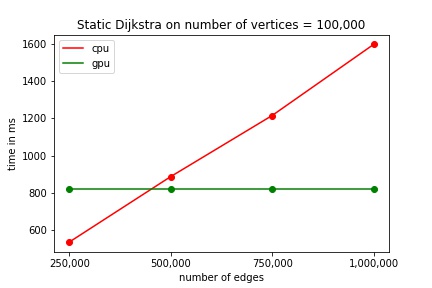 Static Dijkstra on number of vertices = 100,000
cpu
gpu
time in ms
1600
1400
1200
1000
800
600
250,000
500,000
750,000
1,000,000
number of edges